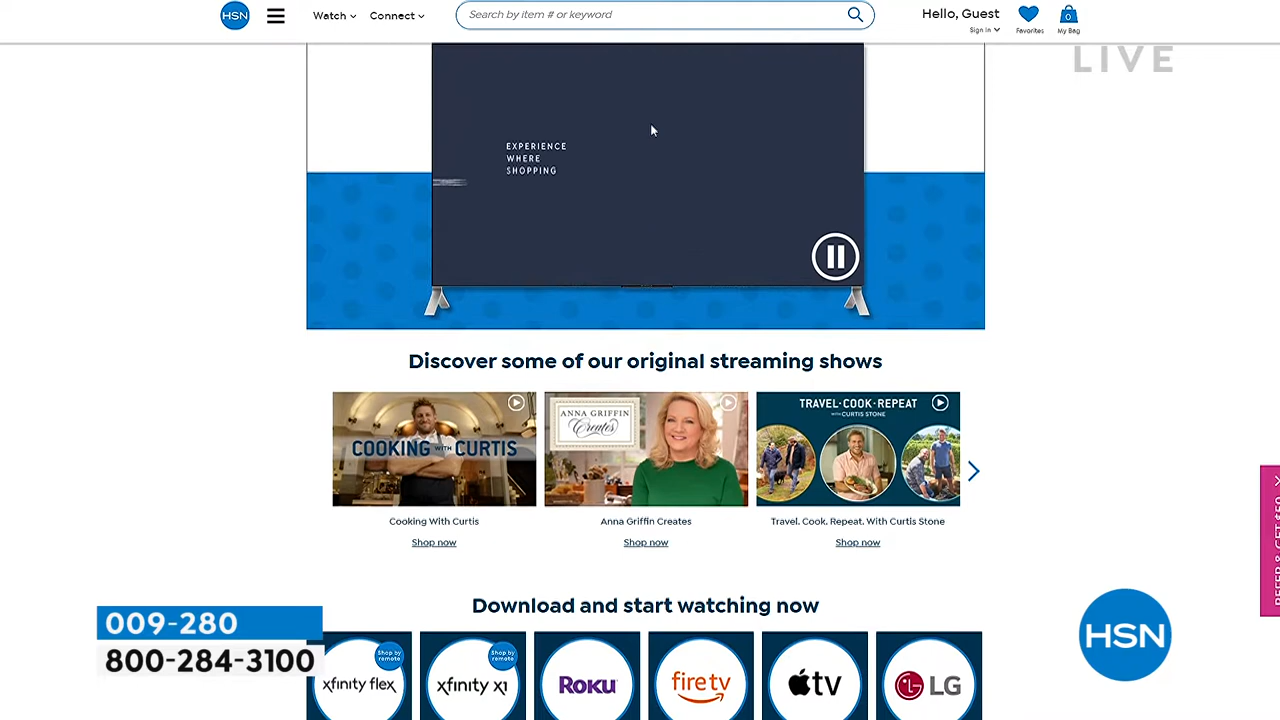 HSN
Watch
Connect
Search by item # or keyword
Hello, Guest
Sign In
Favorites
0
My Bag
LIVE
EXPERIENCE
WHERE
SHOPPING
REFER & GET $50
Discover some of our original streaming shows
COOKING WITH CURTIS
ANNA GRIFFIN
Creates
TRAVEL·COOK·REPEAT
WITH CURTIS STONE
Cooking With Curtis
Anna Griffin Creates
Travel. Cook. Repeat. With Curtis Stone
Shop now
Shop now
Shop now
Download and start watching now
009-280
800-284-3100
Shop by
remote
xfinity flex
Shop by
remote
xfinity x1
Roku
fire tv
tv
LG
HSN